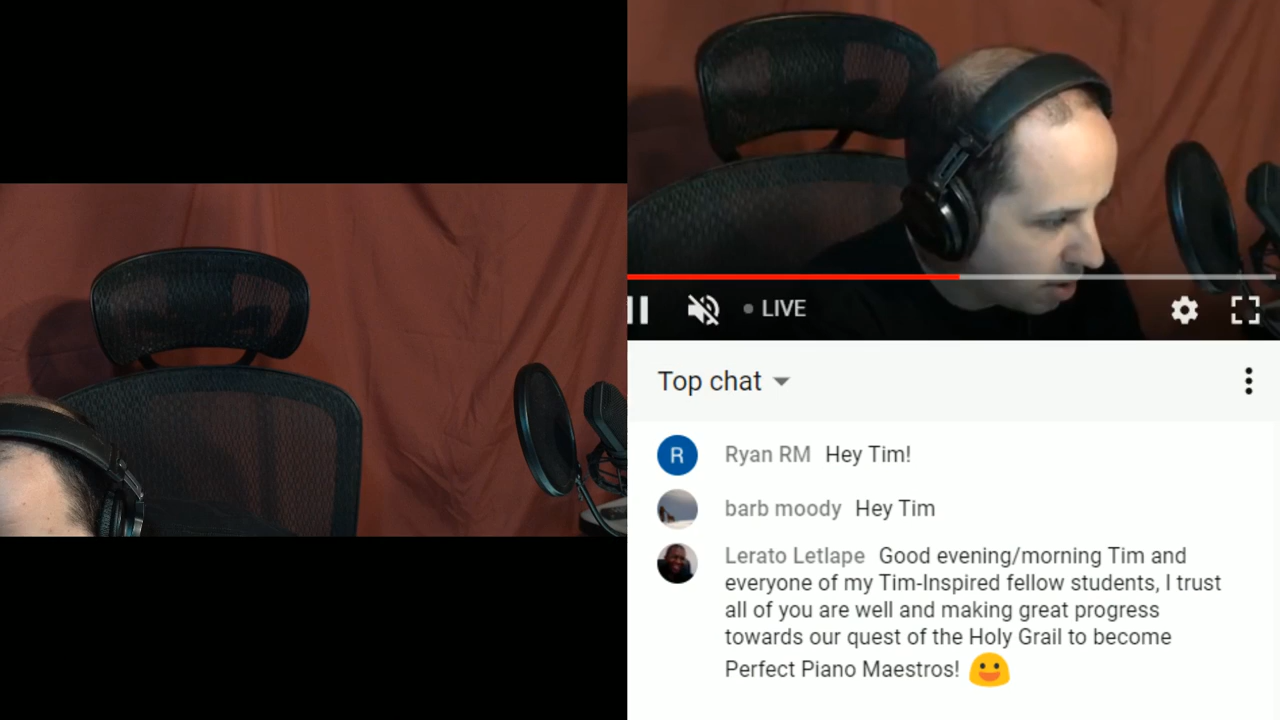 LIVE
Top chat
R Ryan RM Hey Tim!
barb moody Hey Tim
Lerato Letlape Good evening/morning Tim and
everyone of my Tim-Inspired fellow students, I trust
all of you are well and making great progress
towards our quest of the Holy Grail to become
Perfect Piano Maestros!